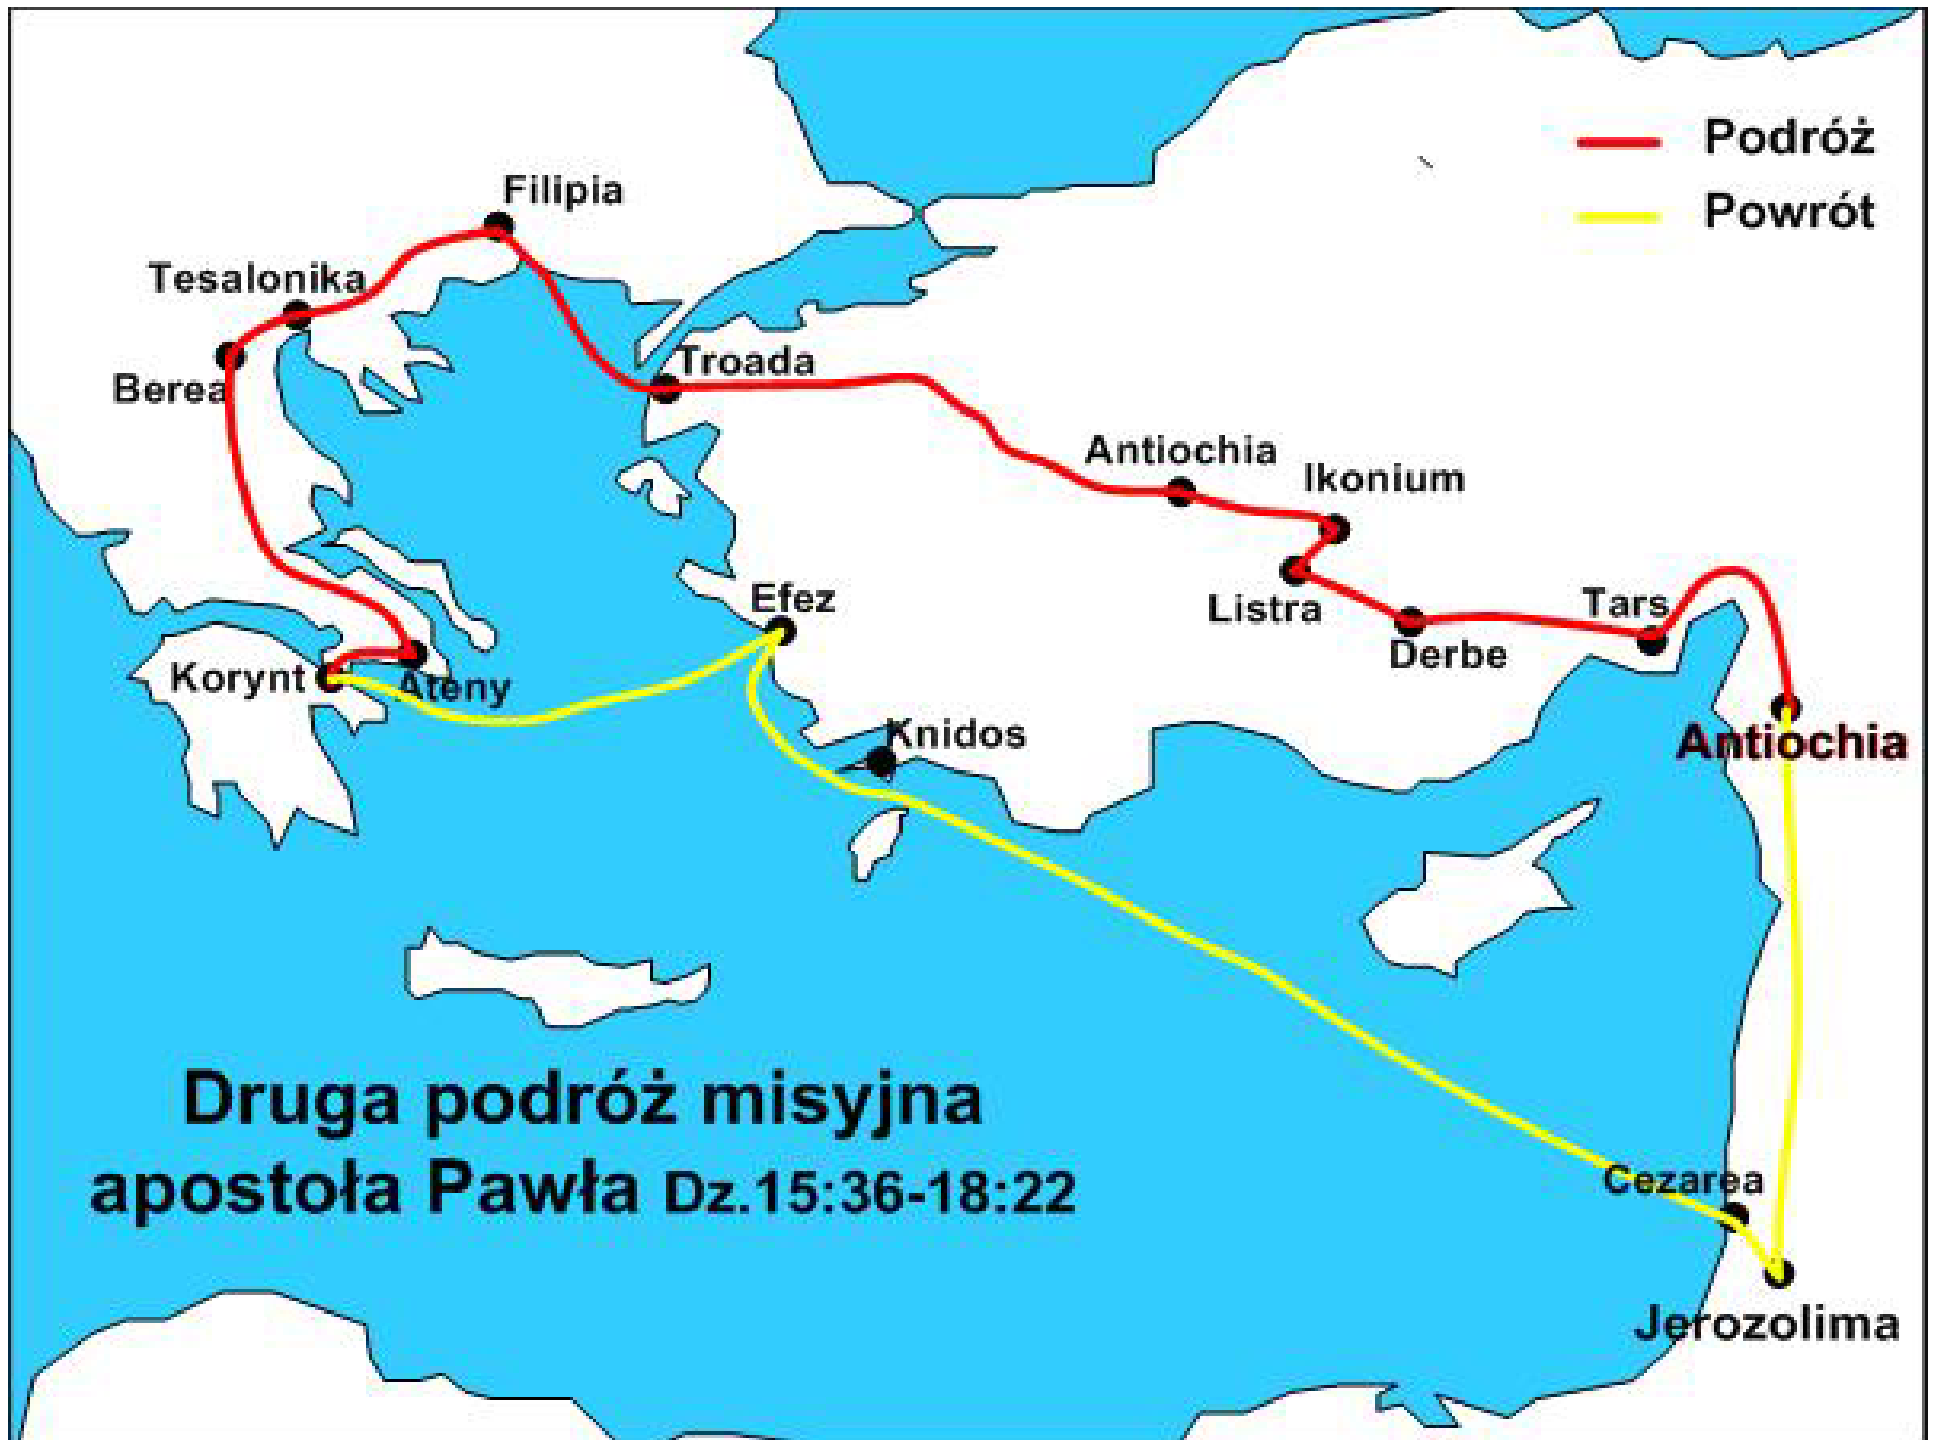 Podróż
Powrót
Filipia
Tesalonika
Berea
Troada
Antiochia
Ikonium
Listra
Derbe
Tars
Antiochia
Efez
Korynt
Ateny
Knidos
Cezarea
Jerozolima
Druga podróż misyjna
apostoła Pawła Dz.15:36-18:22